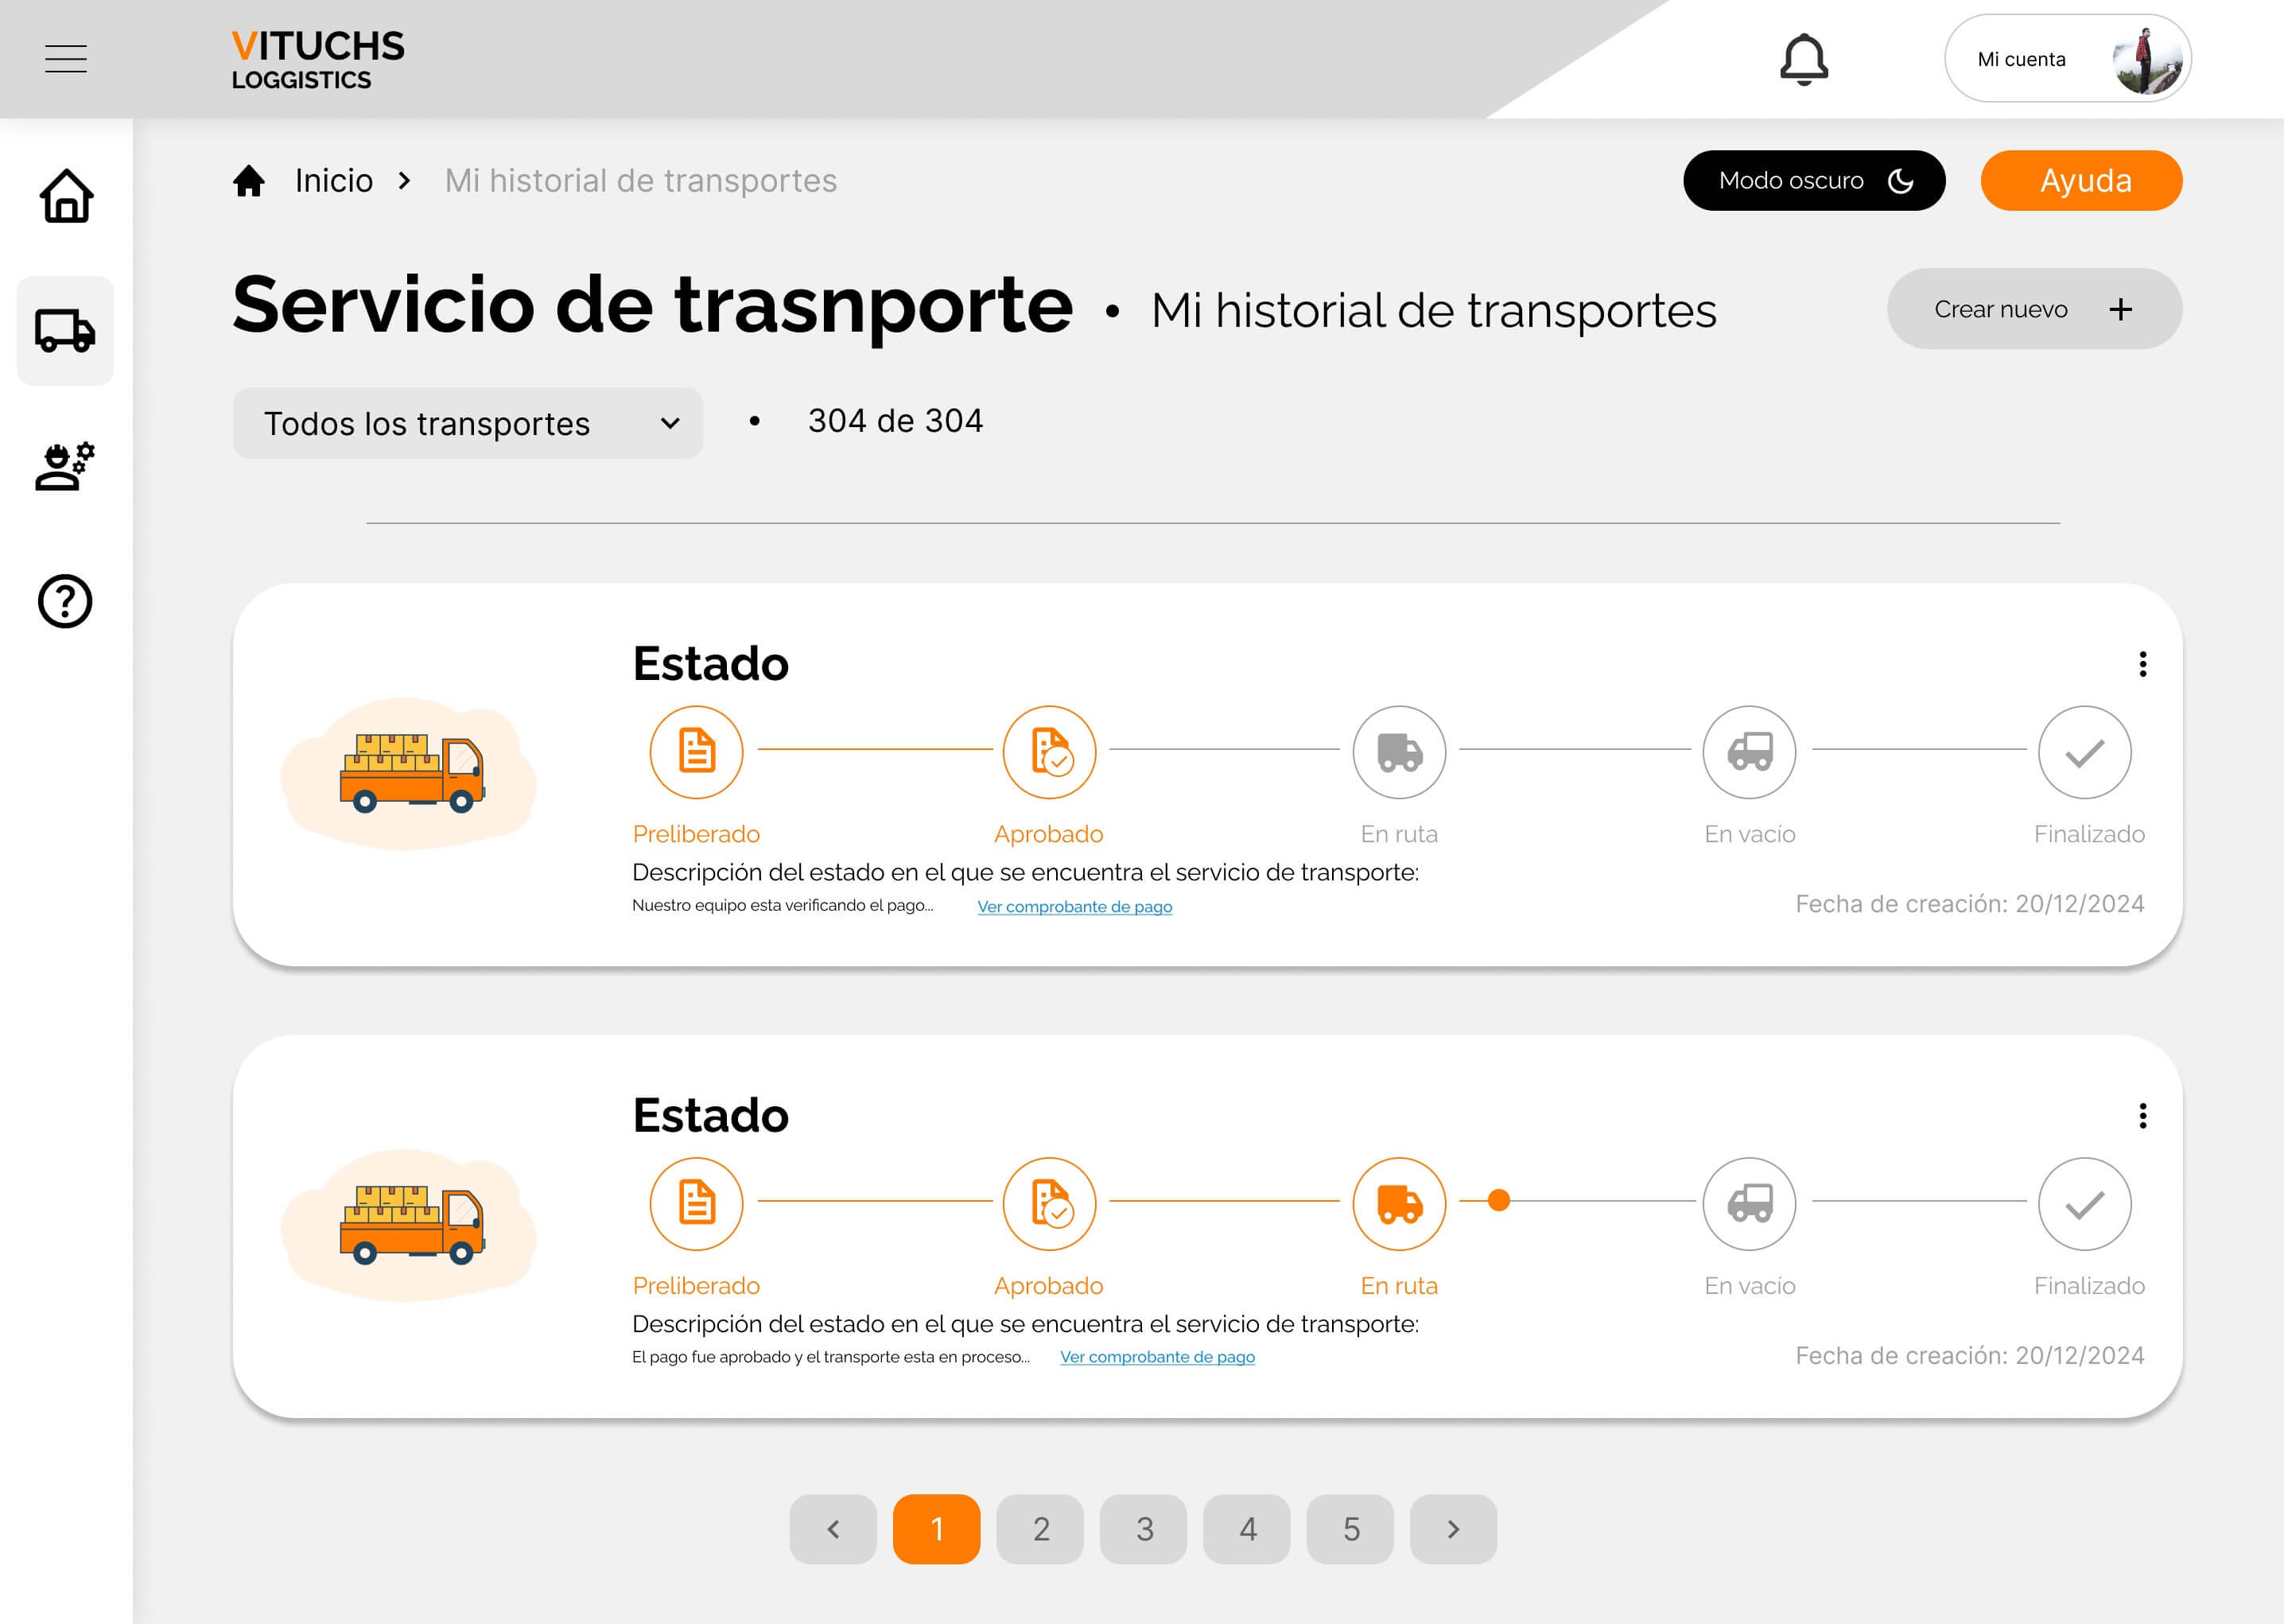 VITUCHS
LOGGISTICS
Mi cuenta
Inicio > Mi historial de transportes
Modo oscuro
Ayuda
Servicio de trasnporte • Mi historial de transportes
Crear nuevo +
Todos los transportes • 304 de 304
Estado
Preliberado Aprobado En ruta En vacío Finalizado
Descripción del estado en el que se encuentra el servicio de transporte:
Nuestro equipo esta verificando el pago... Ver comprobante de pago
Fecha de creación: 20/12/2024
Estado
Preliberado Aprobado En ruta En vacío Finalizado
Descripción del estado en el que se encuentra el servicio de transporte:
El pago fue aprobado y el transporte esta en proceso... Ver comprobante de pago
Fecha de creación: 20/12/2024
< 1 2 3 4 5 >